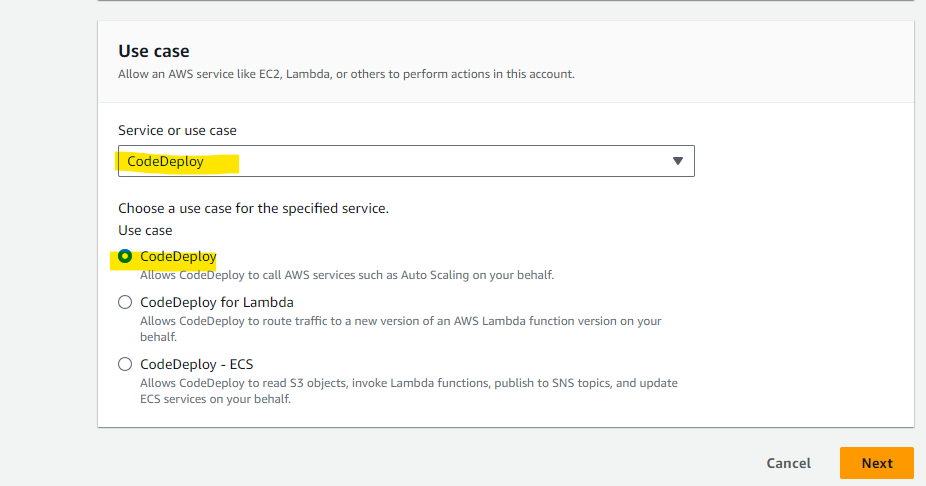 Use case
Allow an AWS service like EC2, Lambda, or others to perform actions in this account.
Service or use case
CodeDeploy
Choose a use case for the specified service.
Use case
CodeDeploy
Allows CodeDeploy to call AWS services such as Auto Scaling on your behalf.
CodeDeploy for Lambda
Allows CodeDeploy to route traffic to a new version of an AWS Lambda function version on your
behalf.
CodeDeploy - ECS
Allows CodeDeploy to read S3 objects, invoke Lambda functions, publish to SNS topics, and update
ECS services on your behalf.
Cancel Next